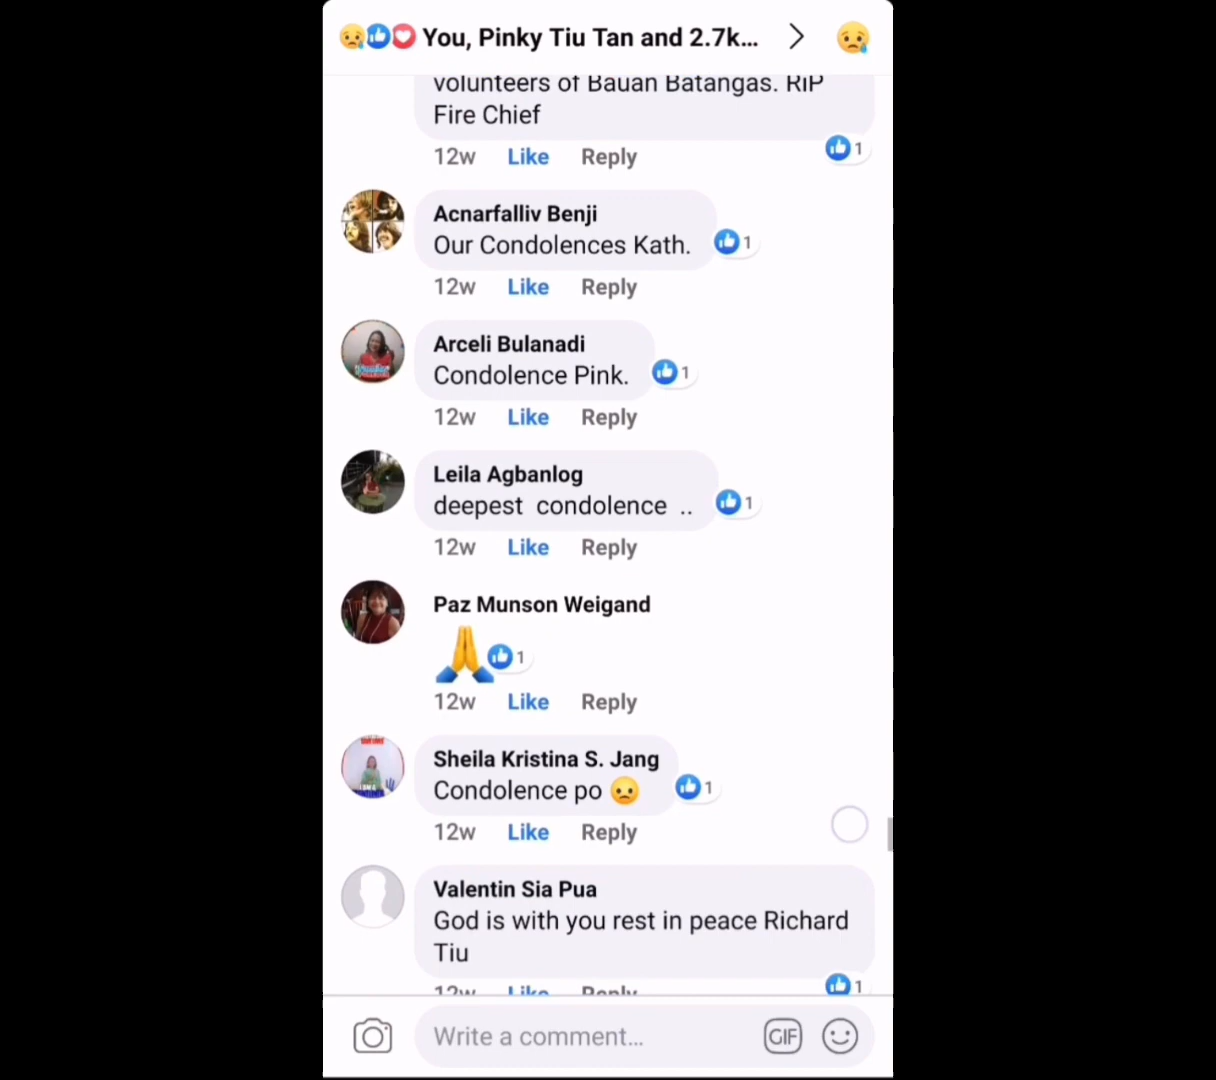 You, Pinky Tiu Tan and 2.7k...
volunteers of Bauan Batangas. RIP
Fire Chief
1
12w Like Reply
Acnarfalliv Benji
Our Condolences Kath.
1
12w Like Reply
Arceli Bulanadi
Condolence Pink.
1
12w Like Reply
Leila Agbanlog
deepest condolence ..
1
12w Like Reply
Paz Munson Weigand
1
12w Like Reply
Sheila Kristina S. Jang
Condolence po
1
12w Like Reply
Valentin Sia Pua
God is with you rest in peace Richard
Tiu
1
12w Like Reply
Write a comment...
GIF